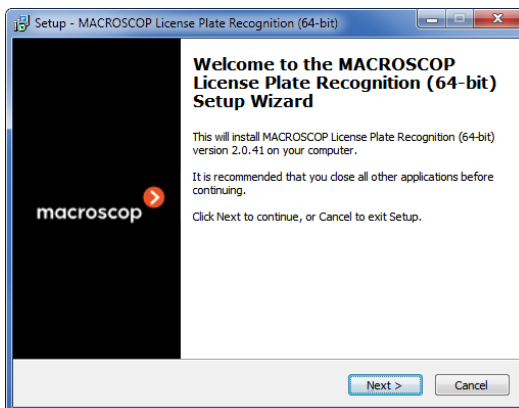 Setup - MACROSCOP License Plate Recognition (64-bit)
Welcome to the MACROSCOP
License Plate Recognition (64-bit)
Setup Wizard
This will install MACROSCOP License Plate Recognition (64-bit)
version 2.0.41 on your computer.
It is recommended that you close all other applications before
continuing.
Click Next to continue, or Cancel to exit Setup.
macroscop
Next >
Cancel